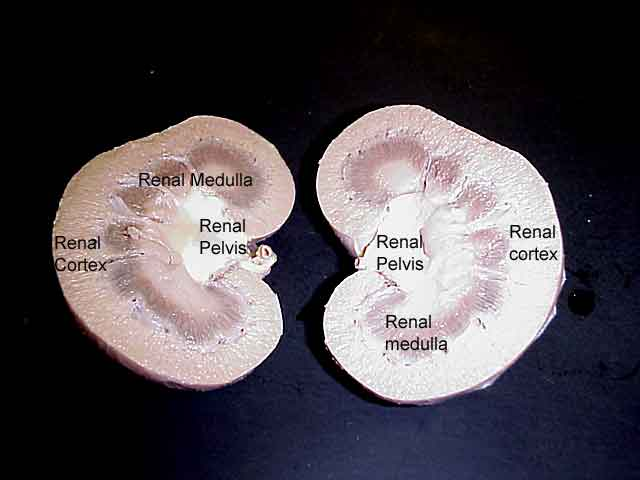 Renal Medulla
Renal
Pelvis
Renal
Cortex
Renal
Pelvis
Renal
cortex
Renal
medulla